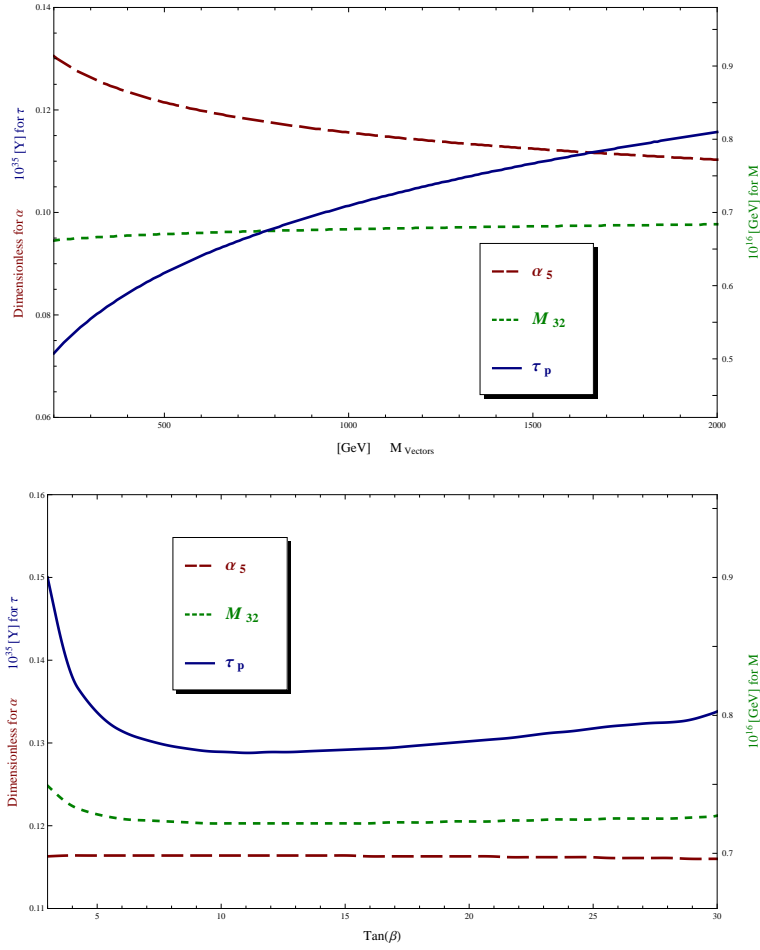 0.14
0.12
0.10
0.08
0.06
Dimensionless for α 10^35 [Y] for τ
0.9
0.8
0.7
0.6
0.5
10^16 [GeV] for M
α 5
M 32
τ p
500
1000
1500
2000
[GeV] M Vectors
0.16
0.15
0.14
0.13
0.12
0.11
Dimensionless for α 10^35 [Y] for τ
0.9
0.8
0.7
10^16 [GeV] for M
α 5
M 32
τ p
5
10
15
20
25
30
Tan(β)